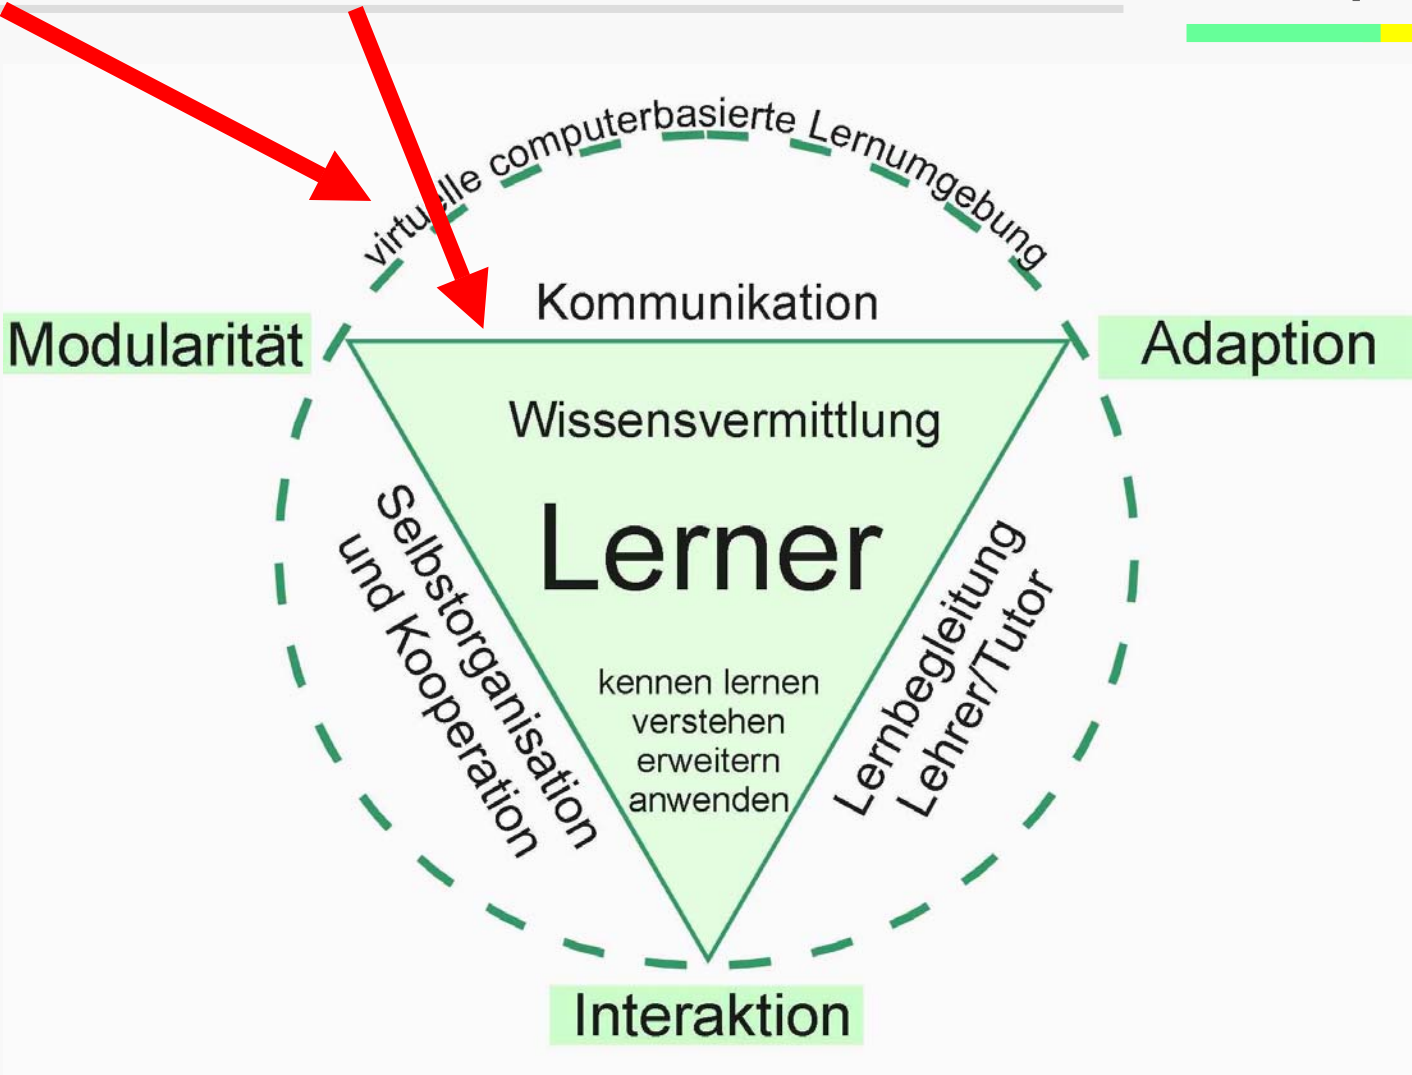 virtuelle computerbasierte Lernumgebung
Kommunikation
Modularität
Adaption
Wissensvermittlung
Lerner
Selbstorganisation
und Kooperation
Lernbegleitung
Lehrer/Tutor
kennen lernen
verstehen
erweitern
anwenden
Interaktion